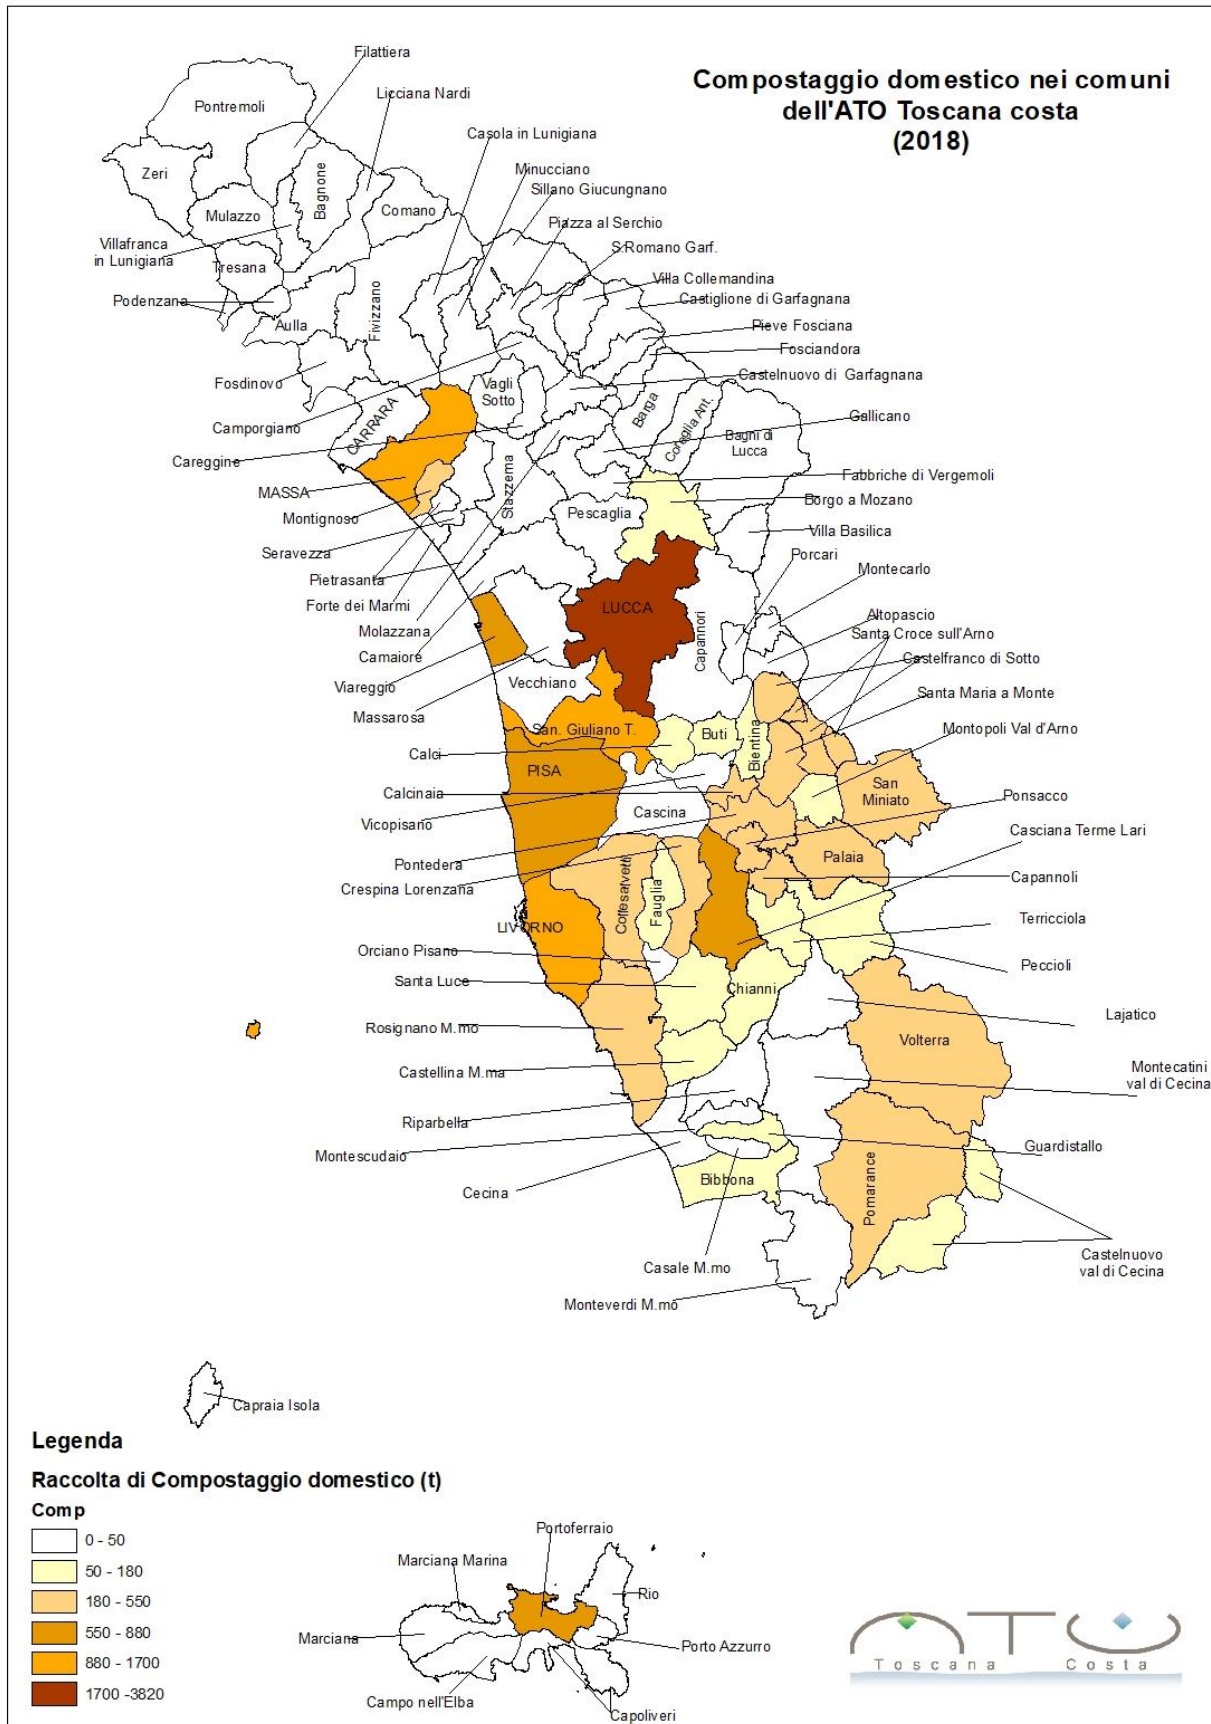 Compostaggio domestico nei comuni
dell'ATO Toscana costa
(2018)
Filattiera
Pontremoli
Licciana Nardi
Casola in Lunigiana
Minucciano
Zeri
Bagnone
Sillano Giucungnano
Comano
Mulazzo
Piazza al Serchio
Villafranca
in Lunigiana
S.Romano Garf.
Tresana
Villa Collemandina
Podenzana
Castiglione di Garfagnana
Aulla
Fivizzano
Pieve Fosciana
Fosciandora
Fosdinovo
Castelnuovo di Garfagnana
Vagli
Sotto
CARRARA
Barga
Coreglia Ant.
Gallicano
Camporgiano
Bagni di
Lucca
Careggine
Fabbriche di Vergemoli
MASSA
Stazzema
Borgo a Mozano
Montignoso
Pescaglia
Villa Basilica
Seravezza
Porcari
Pietrasanta
Montecarlo
Forte dei Marmi
LUCCA
Altopascio
Molazzana
Capannori
Santa Croce sull'Arno
Camaiore
Castelfranco di Sotto
Viareggio
Vecchiano
Santa Maria a Monte
Massarosa
San. Giuliano T.
Montopoli Val d'Arno
Calci
Buti
Bientina
PISA
San
Miniato
Calcinaia
Ponsacco
Vicopisano
Cascina
Casciana Terme Lari
Pontedera
Palaia
Crespina Lorenzana
Collesalvetti
Fauglia
Capannoli
LIVORNO
Terricciola
Orciano Pisano
Peccioli
Santa Luce
Chianni
Rosignano M.mo
Lajatico
Volterra
Castellina M.ma
Montecatini
val di Cecina
Riparbella
Montescudaio
Guardistallo
Cecina
Bibbona
Pomarance
Casale M.mo
Castelnuovo
val di Cecina
Monteverdi M.mo
Capraia Isola
Legenda
Raccolta di Compostaggio domestico (t)
Comp
0 - 50
50 - 180
180 - 550
550 - 880
880 - 1700
1700 -3820
Portoferraio
Marciana Marina
Rio
Marciana
Porto Azzurro
Campo nell'Elba
Capoliveri
ATO
Toscana Costa